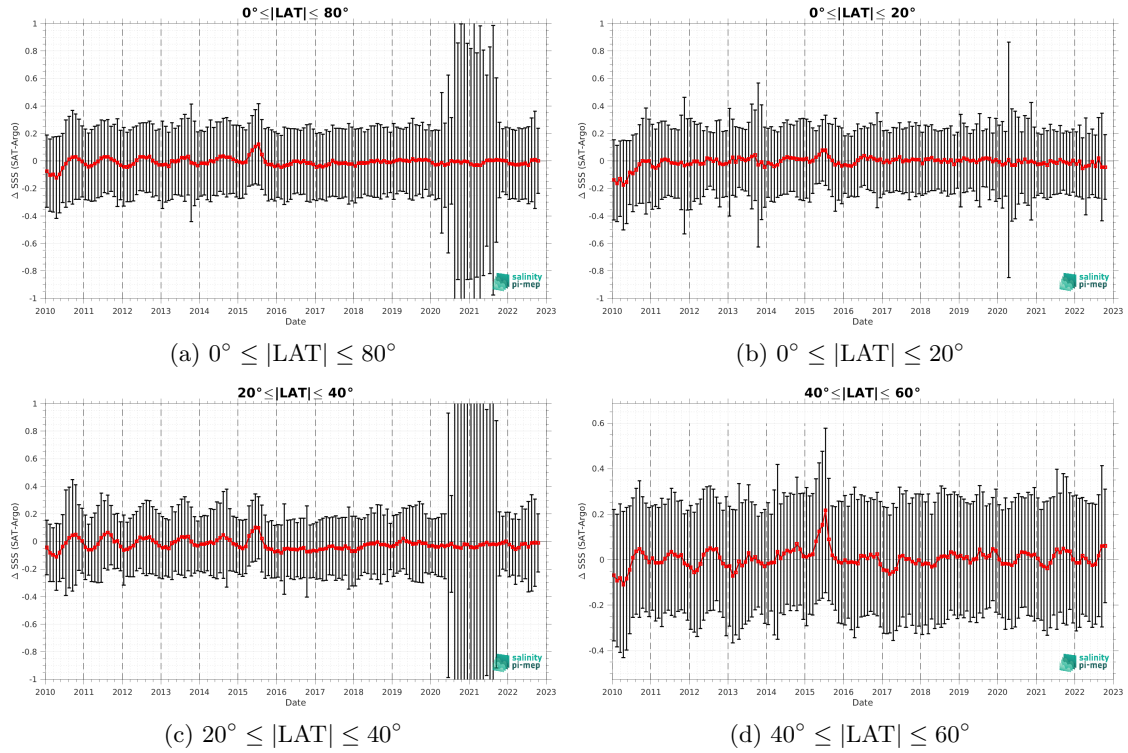 0°≤|LAT|≤ 80°
Δ SSS (SAT-Argo)
1
0.8
0.6
0.4
0.2
0
-0.2
-0.4
-0.6
-0.8
-1
2010 2011 2012 2013 2014 2015 2016 2017 2018 2019 2020 2021 2022 2023
Date
salinity
pi-mep
(a) 0° ≤ |LAT| ≤ 80°
0°≤|LAT|≤ 20°
Δ SSS (SAT-Argo)
1
0.8
0.6
0.4
0.2
0
-0.2
-0.4
-0.6
-0.8
-1
2010 2011 2012 2013 2014 2015 2016 2017 2018 2019 2020 2021 2022 2023
Date
salinity
pi-mep
(b) 0° ≤ |LAT| ≤ 20°
20°≤|LAT|≤ 40°
Δ SSS (SAT-Argo)
1
0.8
0.6
0.4
0.2
0
-0.2
-0.4
-0.6
-0.8
-1
2010 2011 2012 2013 2014 2015 2016 2017 2018 2019 2020 2021 2022 2023
Date
salinity
pi-mep
(c) 20° ≤ |LAT| ≤ 40°
40°≤|LAT|≤ 60°
Δ SSS (SAT-Argo)
0.6
0.4
0.2
0
-0.2
-0.4
2010 2011 2012 2013 2014 2015 2016 2017 2018 2019 2020 2021 2022 2023
Date
salinity
pi-mep
(d) 40° ≤ |LAT| ≤ 60°